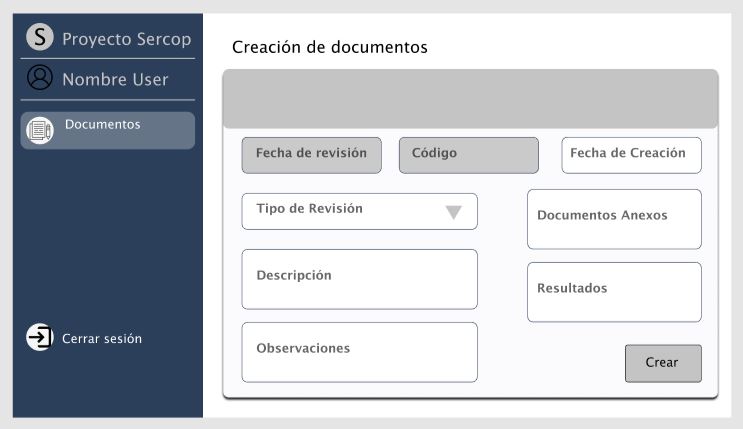 S Proyecto Sercop
Nombre User
Documentos
Cerrar sesión
Creación de documentos
Fecha de revisión
Código
Fecha de Creación
Tipo de Revisión
Documentos Anexos
Descripción
Resultados
Observaciones
Crear